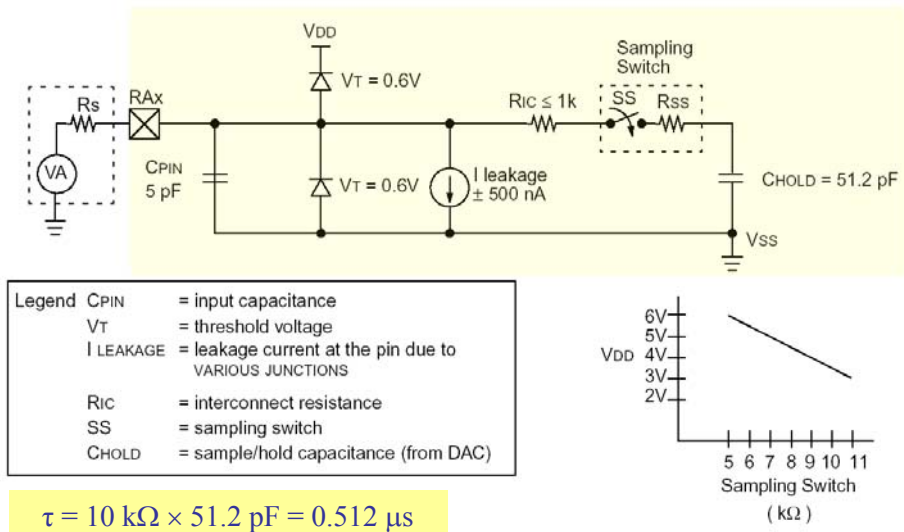 VDD
VT = 0.6V
Sampling
Switch
Rs
RAx
RIC ≤ 1k
SS
RSS
VA
CPIN
5 pF
VT = 0.6V
I leakage
± 500 nA
CHOLD = 51.2 pF
VSS
Legend CPIN = input capacitance
VT = threshold voltage
I LEAKAGE = leakage current at the pin due to
VARIOUS JUNCTIONS
RIC = interconnect resistance
SS = sampling switch
CHOLD = sample/hold capacitance (from DAC)
6V
5V
VDD 4V
3V
2V
5 6 7 8 9 10 11
Sampling Switch
( kΩ )
τ = 10 kΩ × 51.2 pF = 0.512 μs